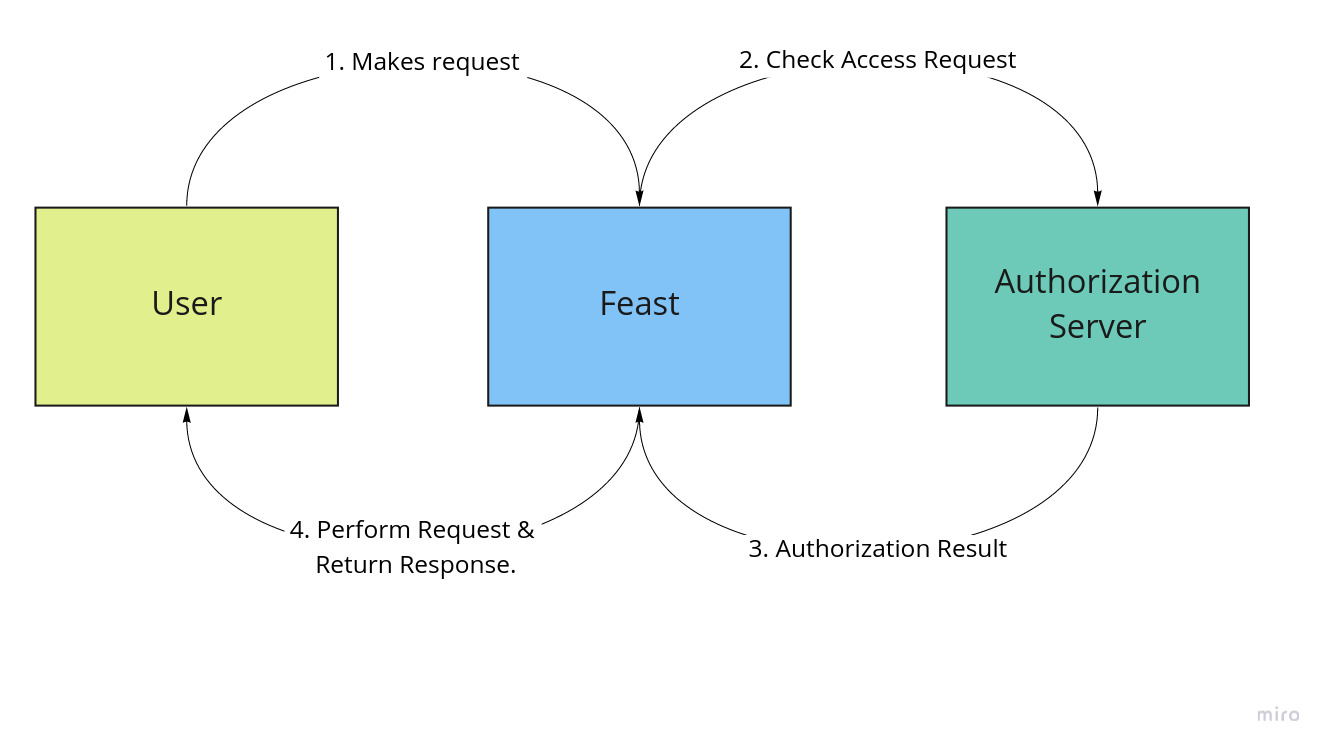 1. Makes request
2. Check Access Request
User
Feast
Authorization
Server
4. Perform Request &
Return Response.
3. Authorization Result
miro